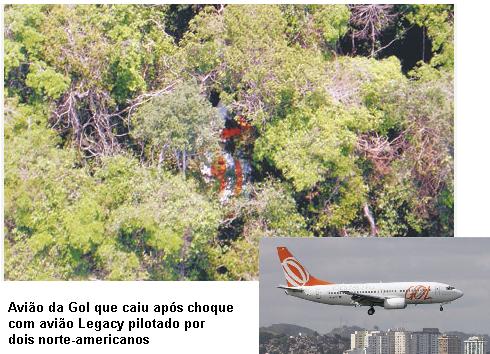 Avião da Gol que caiu após choque
com avião Legacy pilotado por
dois norte-americanos
GOL